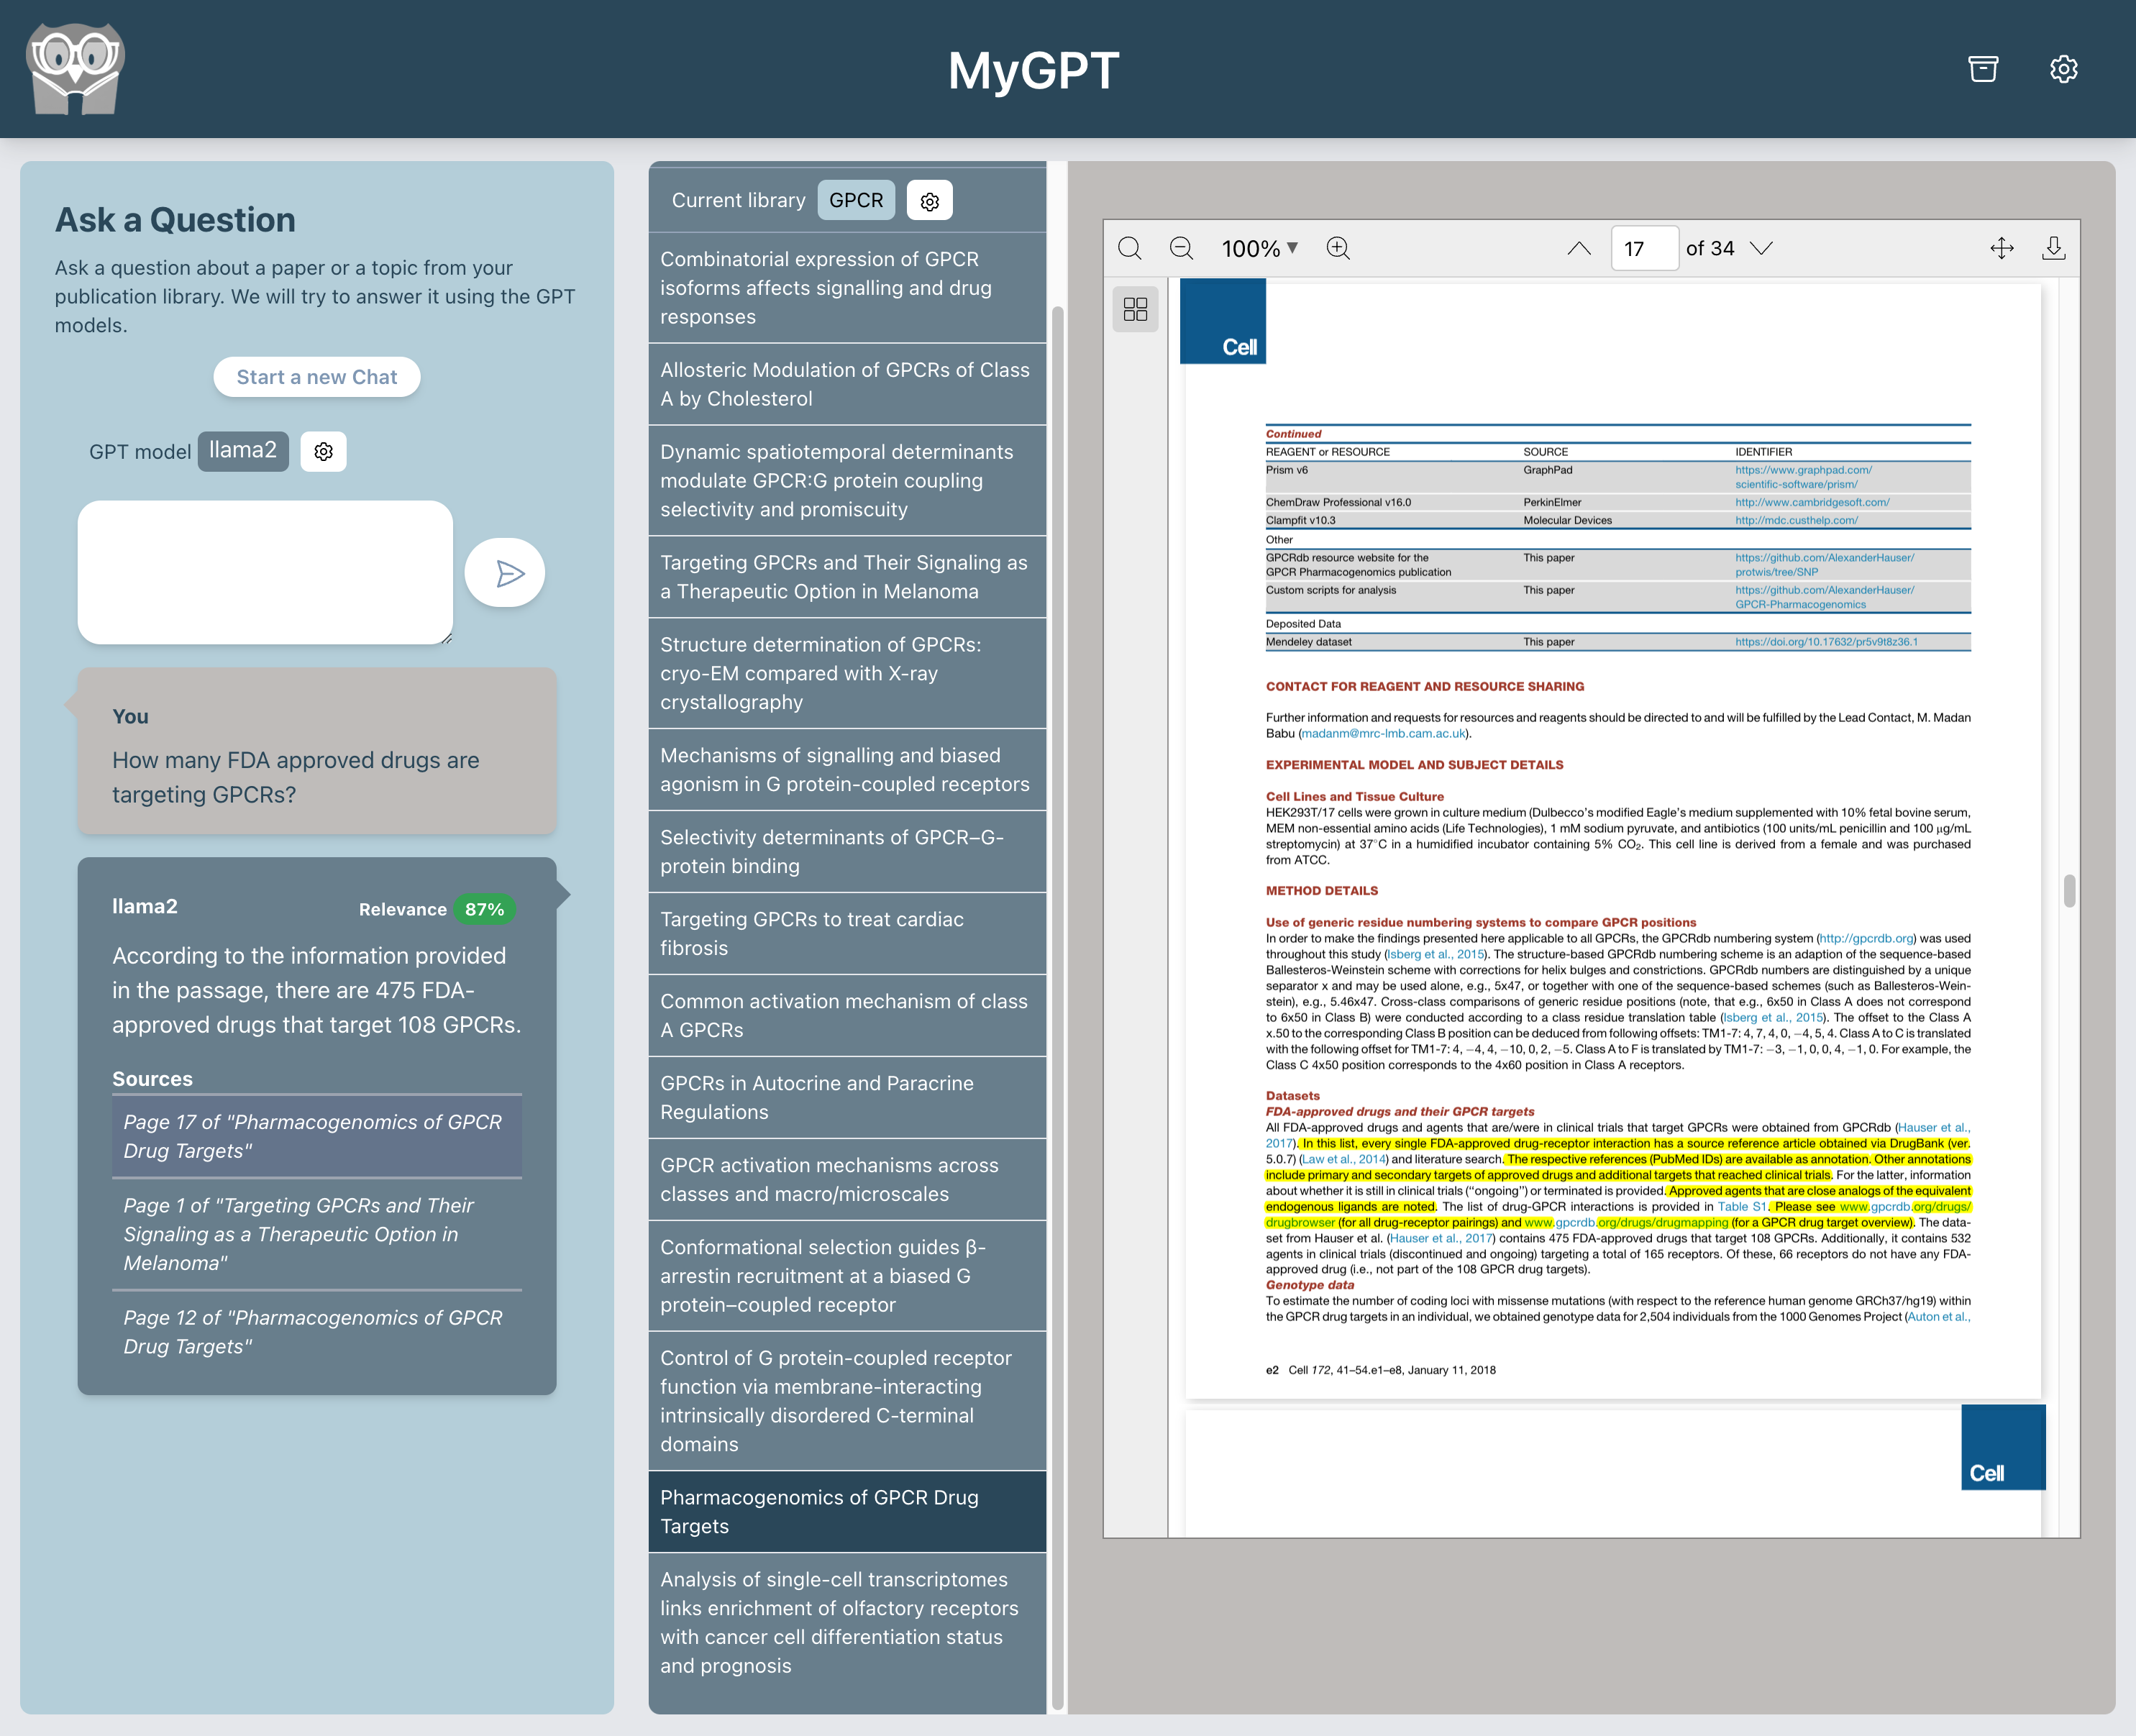 MyGPT
Ask a Question
Ask a question about a paper or a topic from your
publication library. We will try to answer it using the GPT
models.
Start a new Chat
GPT model llama2
You
How many FDA approved drugs are
targeting GPCRs?
llama2 Relevance 87%
According to the information provided
in the passage, there are 475 FDA-
approved drugs that target 108 GPCRs.
Sources
Page 17 of "Pharmacogenomics of GPCR
Drug Targets"
Page 1 of "Targeting GPCRs and Their
Signaling as a Therapeutic Option in
Melanoma"
Page 12 of "Pharmacogenomics of GPCR
Drug Targets"
Current library GPCR
Combinatorial expression of GPCR
isoforms affects signalling and drug
responses
Allosteric Modulation of GPCRs of Class
A by Cholesterol
Dynamic spatiotemporal determinants
modulate GPCR:G protein coupling
selectivity and promiscuity
Targeting GPCRs and Their Signaling as
a Therapeutic Option in Melanoma
Structure determination of GPCRs:
cryo-EM compared with X-ray
crystallography
Mechanisms of signalling and biased
agonism in G protein-coupled receptors
Selectivity determinants of GPCR–G-
protein binding
Targeting GPCRs to treat cardiac
fibrosis
Common activation mechanism of class
A GPCRs
GPCRs in Autocrine and Paracrine
Regulations
GPCR activation mechanisms across
classes and macro/microscales
Conformational selection guides β-
arrestin recruitment at a biased G
protein–coupled receptor
Control of G protein-coupled receptor
function via membrane-interacting
intrinsically disordered C-terminal
domains
Pharmacogenomics of GPCR Drug
Targets
Analysis of single-cell transcriptomes
links enrichment of olfactory receptors
with cancer cell differentiation status
and prognosis
100% 17 of 34
Cell
Continued
REAGENT or RESOURCE SOURCE IDENTIFIER
Prism v6 GraphPad https://www.graphpad.com/
scientific-software/prism/
ChemDraw Professional v16.0 PerkinElmer http://www.cambridgesoft.com/
Clampfit v10.3 Molecular Devices http://mdc.custhelp.com/
Other
GPCRdb resource website for the This paper https://github.com/AlexanderHauser/
GPCR Pharmacogenomics publication protwis/tree/SNP
Custom scripts for analysis This paper https://github.com/AlexanderHauser/
GPCR-Pharmacogenomics
Deposited Data
Mendeley dataset This paper https://doi.org/10.17632/pr5v9t8z36.1
CONTACT FOR REAGENT AND RESOURCE SHARING
Further information and requests for resources and reagents should be directed to and will be fulfilled by the Lead Contact, M. Madan
Babu (madanm@mrc-lmb.cam.ac.uk).
EXPERIMENTAL MODEL AND SUBJECT DETAILS
Cell Lines and Tissue Culture
HEK293T/17 cells were grown in culture medium (Dulbecco's modified Eagle's medium supplemented with 10% fetal bovine serum,
MEM non-essential amino acids (Life Technologies), 1 mM sodium pyruvate, and antibiotics (100 units/mL penicillin and 100 μg/mL
streptomycin) at 37°C in a humidified incubator containing 5% CO₂. This cell line is derived from a female and was purchased
from ATCC.
METHOD DETAILS
Use of generic residue numbering systems to compare GPCR positions
In order to make the findings presented here applicable to all GPCRs, the GPCRdb numbering system (http://gpcrdb.org) was used
throughout this study (Isberg et al., 2015). The structure-based GPCRdb numbering scheme is an adaption of the sequence-based
Ballesteros-Weinstein scheme with corrections for helix bulges and constrictions. GPCRdb numbers are distinguished by a unique
separator x and may be used alone, e.g., 5x47, or together with one of the sequence-based schemes (such as Ballesteros-Wein-
stein), e.g., 5.46x47. Cross-class comparisons of generic residue positions (note, that e.g., 6x50 in Class A does not correspond
to 6x50 in Class B) were conducted according to a class residue translation table (Isberg et al., 2015). The offset to the Class A
x.50 to the corresponding Class B position can be deduced from following offsets: TM1-7: 4, 7, 4, 0, −4, 5, 4. Class A to C is translated
with the following offset for TM1-7: 4, −4, 4, −10, 0, 2, −5. Class A to F is translated by TM1-7: −3, −1, 0, 0, 4, −1, 0. For example, the
Class C 4x50 position corresponds to the 4x60 position in Class A receptors.
Datasets
FDA-approved drugs and their GPCR targets
All FDA-approved drugs and agents that are/were in clinical trials that target GPCRs were obtained from GPCRdb (Hauser et al.,
2017). In this list, every single FDA-approved drug-receptor interaction has a source reference article obtained via DrugBank (ver.
5.0.7) (Law et al., 2014) and literature search. The respective references (PubMed IDs) are available as annotation. Other annotations
include primary and secondary targets of approved drugs and additional targets that reached clinical trials. For the latter, information
about whether it is still in clinical trials ("ongoing") or terminated is provided. Approved agents that are close analogs of the equivalent
endogenous ligands are noted. The list of drug-GPCR interactions is provided in Table S1. Please see www.gpcrdb.org/drugs/
drugbrowser (for all drug-receptor pairings) and www.gpcrdb.org/drugs/drugmapping (for a GPCR drug target overview). The data-
set from Hauser et al. (Hauser et al., 2017) contains 475 FDA-approved drugs that target 108 GPCRs. Additionally, it contains 532
agents in clinical trials (discontinued and ongoing) targeting a total of 165 receptors. Of these, 66 receptors do not have any FDA-
approved drug (i.e., not part of the 108 GPCR drug targets).
Genotype data
To estimate the number of coding loci with missense mutations (with respect to the reference human genome GRCh37/hg19) within
the GPCR drug targets in an individual, we obtained genotype data for 2,504 individuals from the 1000 Genomes Project (Auton et al.,
e2 Cell 172, 41–54.e1–e8, January 11, 2018
Cell